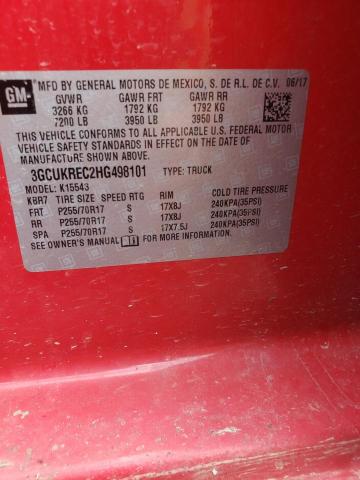 GM
MFD BY GENERAL MOTORS DE MEXICO, S. DE R.L. DE C.V. 06/17
GVWR GAWR FRT GAWR RR
3266 KG 1792 KG 1792 KG
7200 LB 3950 LB 3950 LB
THIS VEHICLE CONFORMS TO ALL APPLICABLE U.S. FEDERAL MOTOR
VEHICLE SAFETY STANDARDS IN EFFECT ON THE DATE OF
MANUFACTURE SHOWN ABOVE.
3GCUKREC2HG498101 TYPE: TRUCK
MODEL: K15543
K8R7 TIRE SIZE SPEED RTG RIM COLD TIRE PRESSURE
FRT P255/70R17 S 17X8J 240KPA(35PSI)
RR P255/70R17 S 17X8J 240KPA(35PSI)
SPA P255/70R17 S 17X7.5J 240KPA(35PSI)
SEE OWNER'S MANUAL FOR MORE INFORMATION.